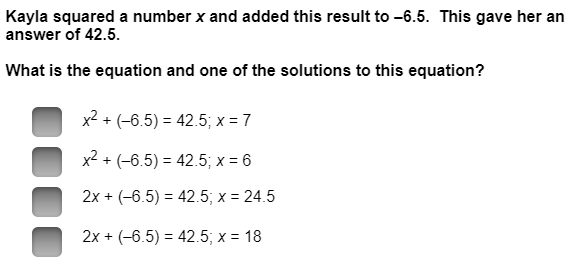 Kayla squared a number x and added this result to –6.5.  This gave her an
answer of 42.5.
What is the equation and one of the solutions to this equation?
x² + (–6.5) = 42.5; x = 7
x² + (–6.5) = 42.5; x = 6
2x + (–6.5) = 42.5; x = 24.5
2x + (–6.5) = 42.5; x = 18